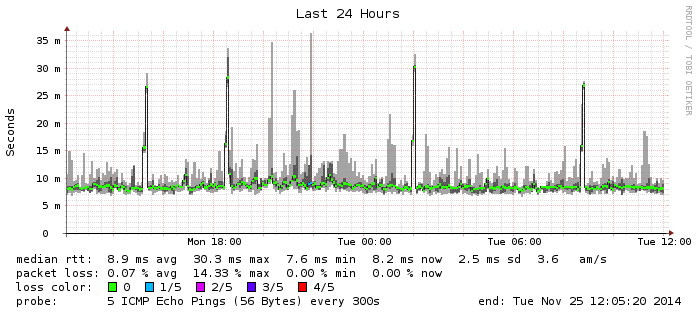 Last 24 Hours
RRDTOOL / TOBI OETIKER
Seconds
35 m
30 m
25 m
20 m
15 m
10 m
5 m
0
Mon 18:00 Tue 00:00 Tue 06:00 Tue 12:00
median rtt: 8.9 ms avg 30.3 ms max 7.6 ms min 8.2 ms now 2.5 ms sd 3.6 am/s
packet loss: 0.07 % avg 14.33 % max 0.00 % min 0.00 % now
loss color: 0 1/5 2/5 3/5 4/5
probe: 5 ICMP Echo Pings (56 Bytes) every 300s end: Tue Nov 25 12:05:20 2014